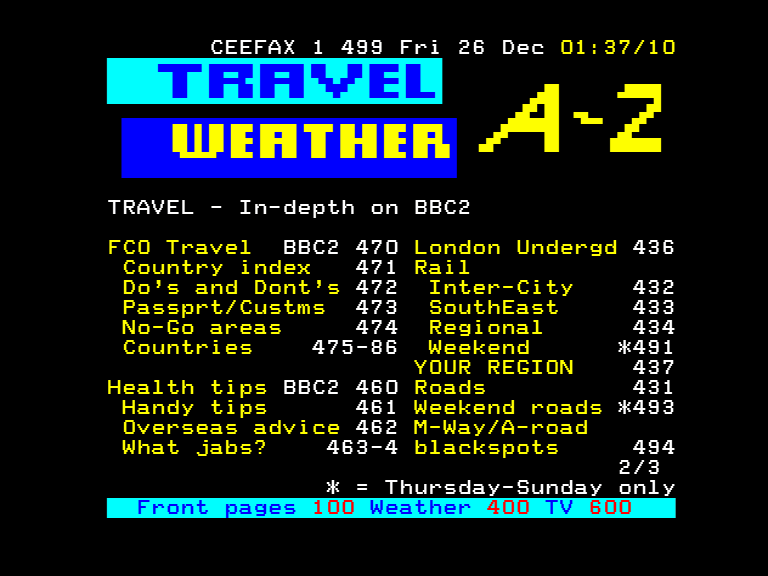 CEEFAX 1 499 Fri 26 Dec 01:37/10
TRAVEL
WEATHER
A-Z
TRAVEL - In-depth on BBC2
FCO Travel BBC2 470 London Undergd 436
Country index 471 Rail
Do's and Dont's 472 Inter-City 432
Passprt/Custms 473 SouthEast 433
No-Go areas 474 Regional 434
Countries 475-86 Weekend *491
YOUR REGION 437
Health tips BBC2 460 Roads 431
Handy tips 461 Weekend roads *493
Overseas advice 462 M-Way/A-road
What jabs? 463-4 blackspots 494
2/3
* = Thursday-Sunday only
Front pages 100 Weather 400 TV 600